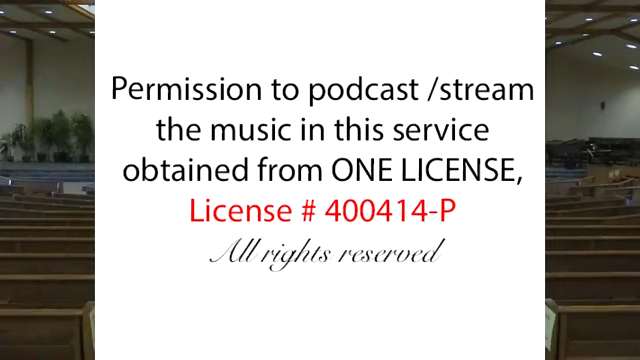 Permission to podcast /stream
the music in this service
obtained from ONE LICENSE,
License # 400414-P
All rights reserved